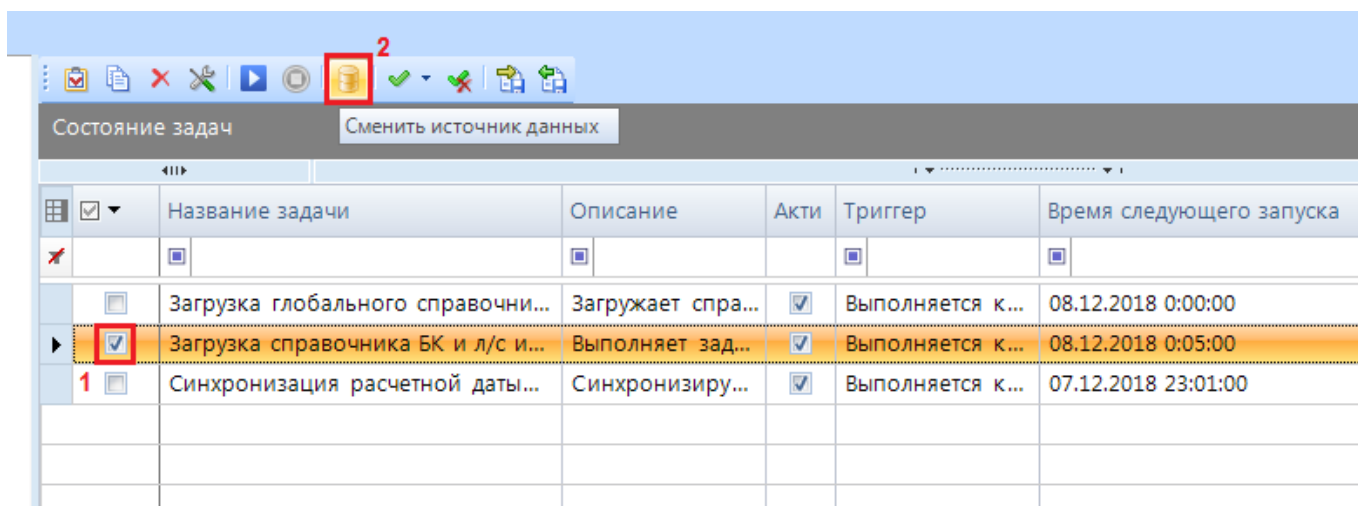 2
Состояние задач
Сменить источник данных
Название задачи Описание Акти Триггер Время следующего запуска
Загрузка глобального справочни... Загружает спра... Выполняется к... 08.12.2018 0:00:00
Загрузка справочника БК и л/с и... Выполняет зад... Выполняется к... 08.12.2018 0:05:00
1 Синхронизация расчетной даты... Синхронизиру... Выполняется к... 07.12.2018 23:01:00